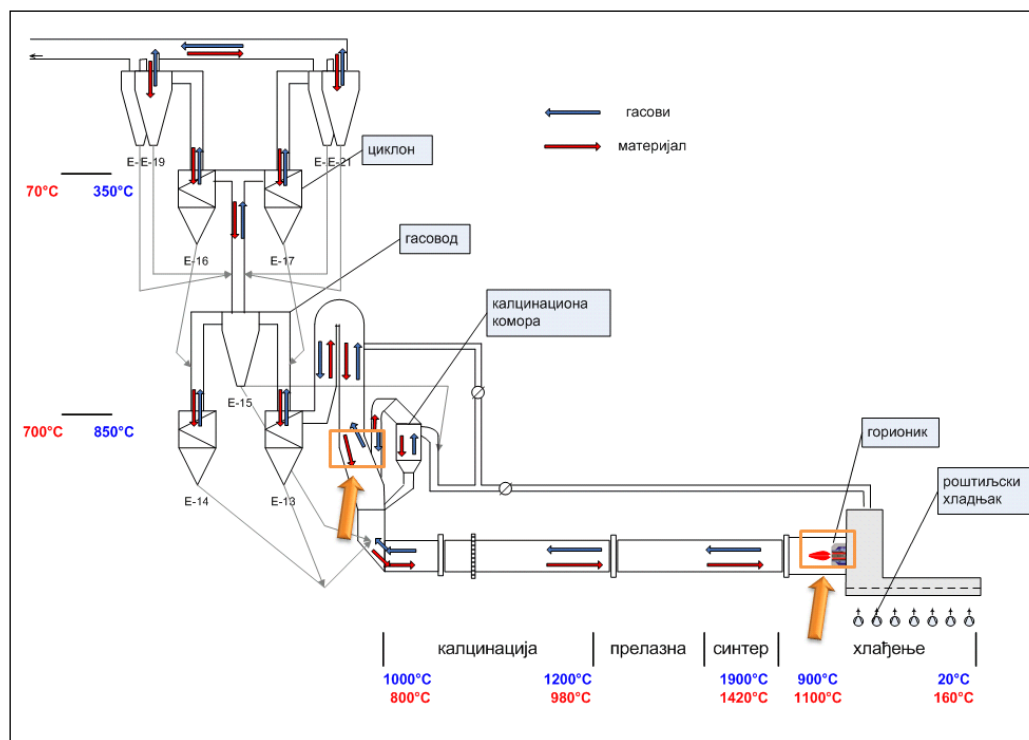 гасови
материјал
E-
E-19
E-
E-21
циклон
70°C
350°C
E-16
E-17
гасовод
калцинациона
комора
E-15
700°C
850°C
горионик
E-14
E-13
роштиљски
хладњак
калцинација
прелазна
синтер
хлађење
1000°C
1200°C
1900°C
900°C
20°C
800°C
980°C
1420°C
1100°C
160°C